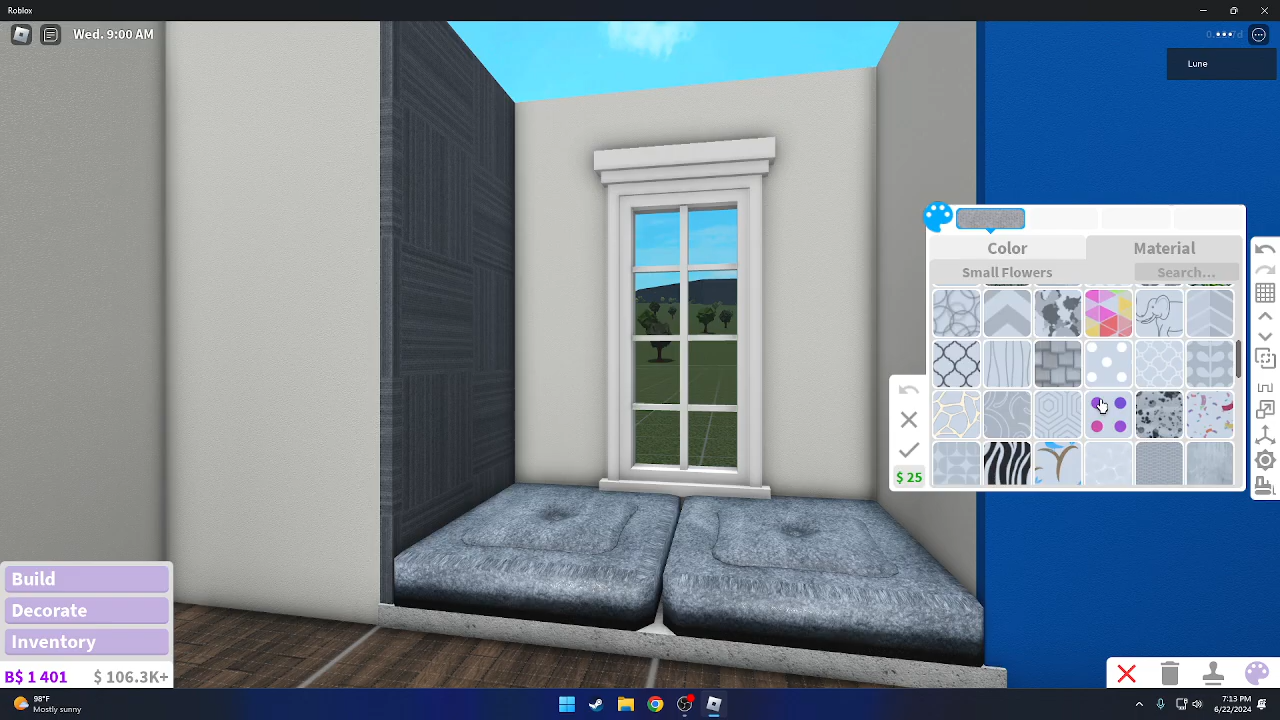 Roblox
Wed. 9:00 AM
Lune
Color
Material
Small Flowers
Search...
$ 25
Build
Decorate
Inventory
B$ 1 401
$ 106.3K+
98°F
Mostly sunny
7:13 PM
6/22/2024